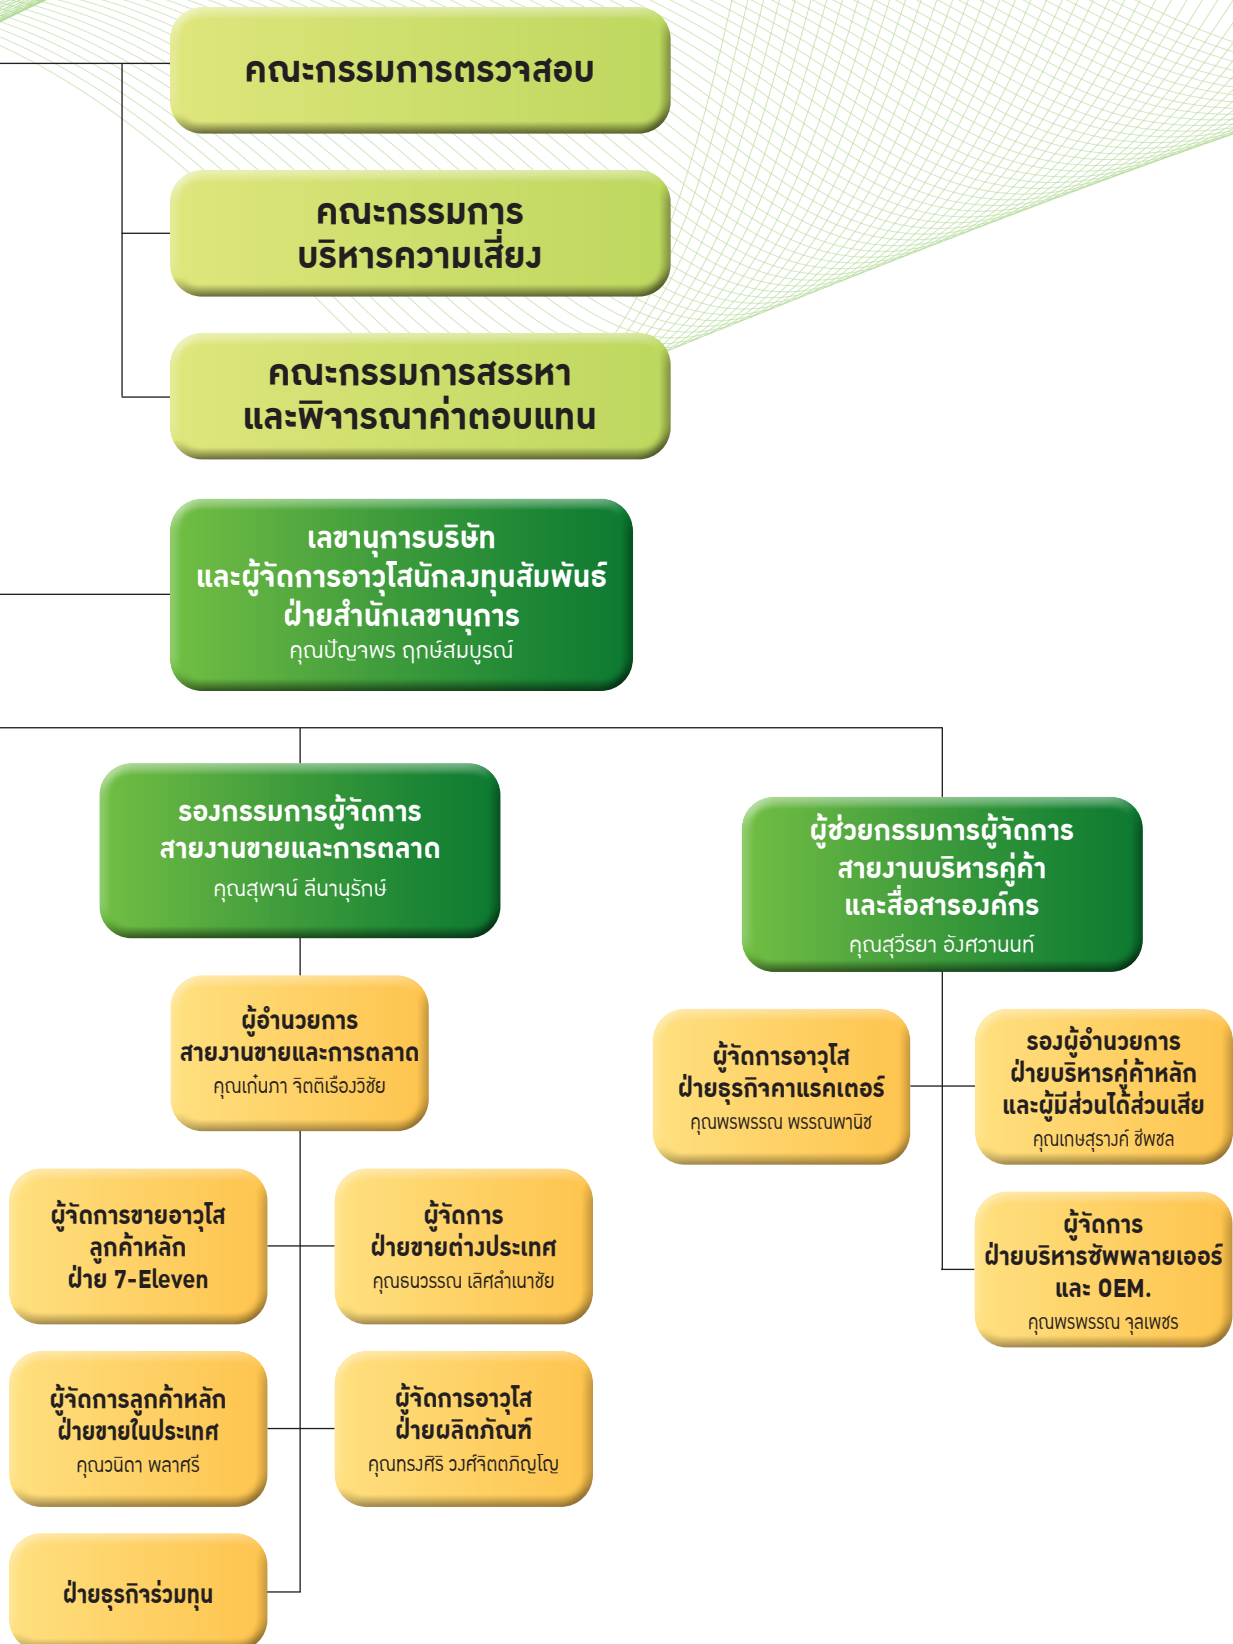 คณะกรรมการตรวจสอบ
คณะกรรมการ
บริหารความเสี่ยง
คณะกรรมการสรรหา
และพิจารณาค่าตอบแทน
เลขานุการบริษัท
และผู้จัดการอาวุโสนักลงทุนสัมพันธ์
ฝ่ายสำนักเลขานุการ
คุณปัญจพร ฤกษ์สมบูรณ์
รองกรรมการผู้จัดการ
สายงานขายและการตลาด
คุณสุพจน์ ลีนานุรักษ์
ผู้ช่วยกรรมการผู้จัดการ
สายงานบริหารคู่ค้า
และสื่อสารองค์กร
คุณสุวีรยา อังศวานนท์
ผู้อำนวยการ
สายงานขายและการตลาด
คุณเก๋นภา จิตติเรืองวิชัย
ผู้จัดการอาวุโส
ฝ่ายธุรกิจคาแรคเตอร์
คุณพรพรรณ พรรณพานิช
รองผู้อำนวยการ
ฝ่ายบริหารคู่ค้าหลัก
และผู้มีส่วนได้ส่วนเสีย
คุณเกษสุรางค์ ชีพชล
ผู้จัดการขายอาวุโส
ลูกค้าหลัก
ฝ่าย 7-Eleven
ผู้จัดการ
ฝ่ายขายต่างประเทศ
คุณธนวรรณ เลิศลำเนาชัย
ผู้จัดการ
ฝ่ายบริหารซัพพลายเออร์
และ OEM.
คุณพรพรรณ จุลเพชร
ผู้จัดการลูกค้าหลัก
ฝ่ายขายในประเทศ
คุณวนิดา พลาศรี
ผู้จัดการอาวุโส
ฝ่ายผลิตภัณฑ์
คุณทรงศิริ วงศ์จิตตภิญโญ
ฝ่ายธุรกิจร่วมทุน